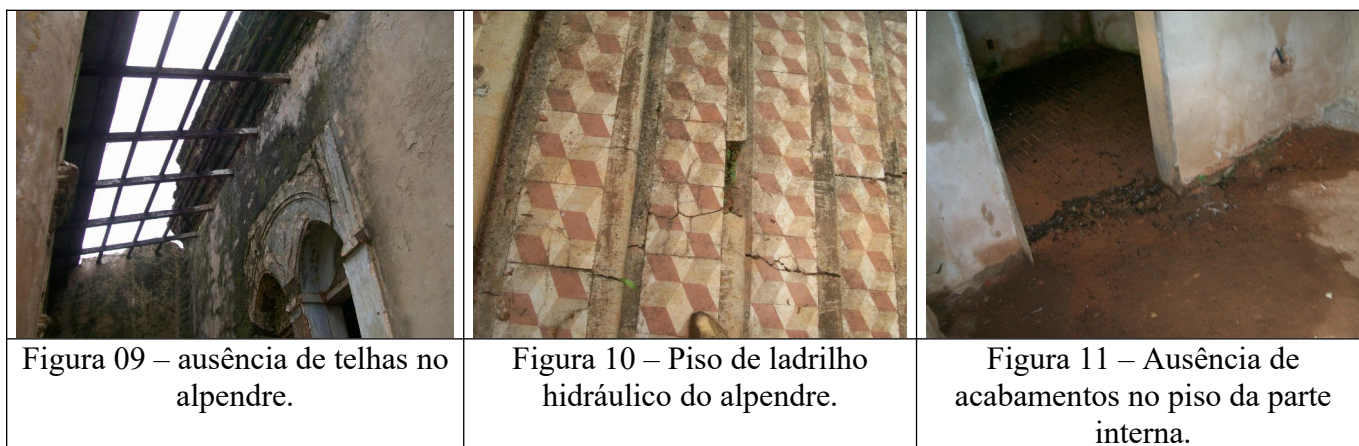 Figura 09 – ausência de telhas no
alpendre.
Figura 10 – Piso de ladrilho
hidráulico do alpendre.
Figura 11 – Ausência de
acabamentos no piso da parte
interna.